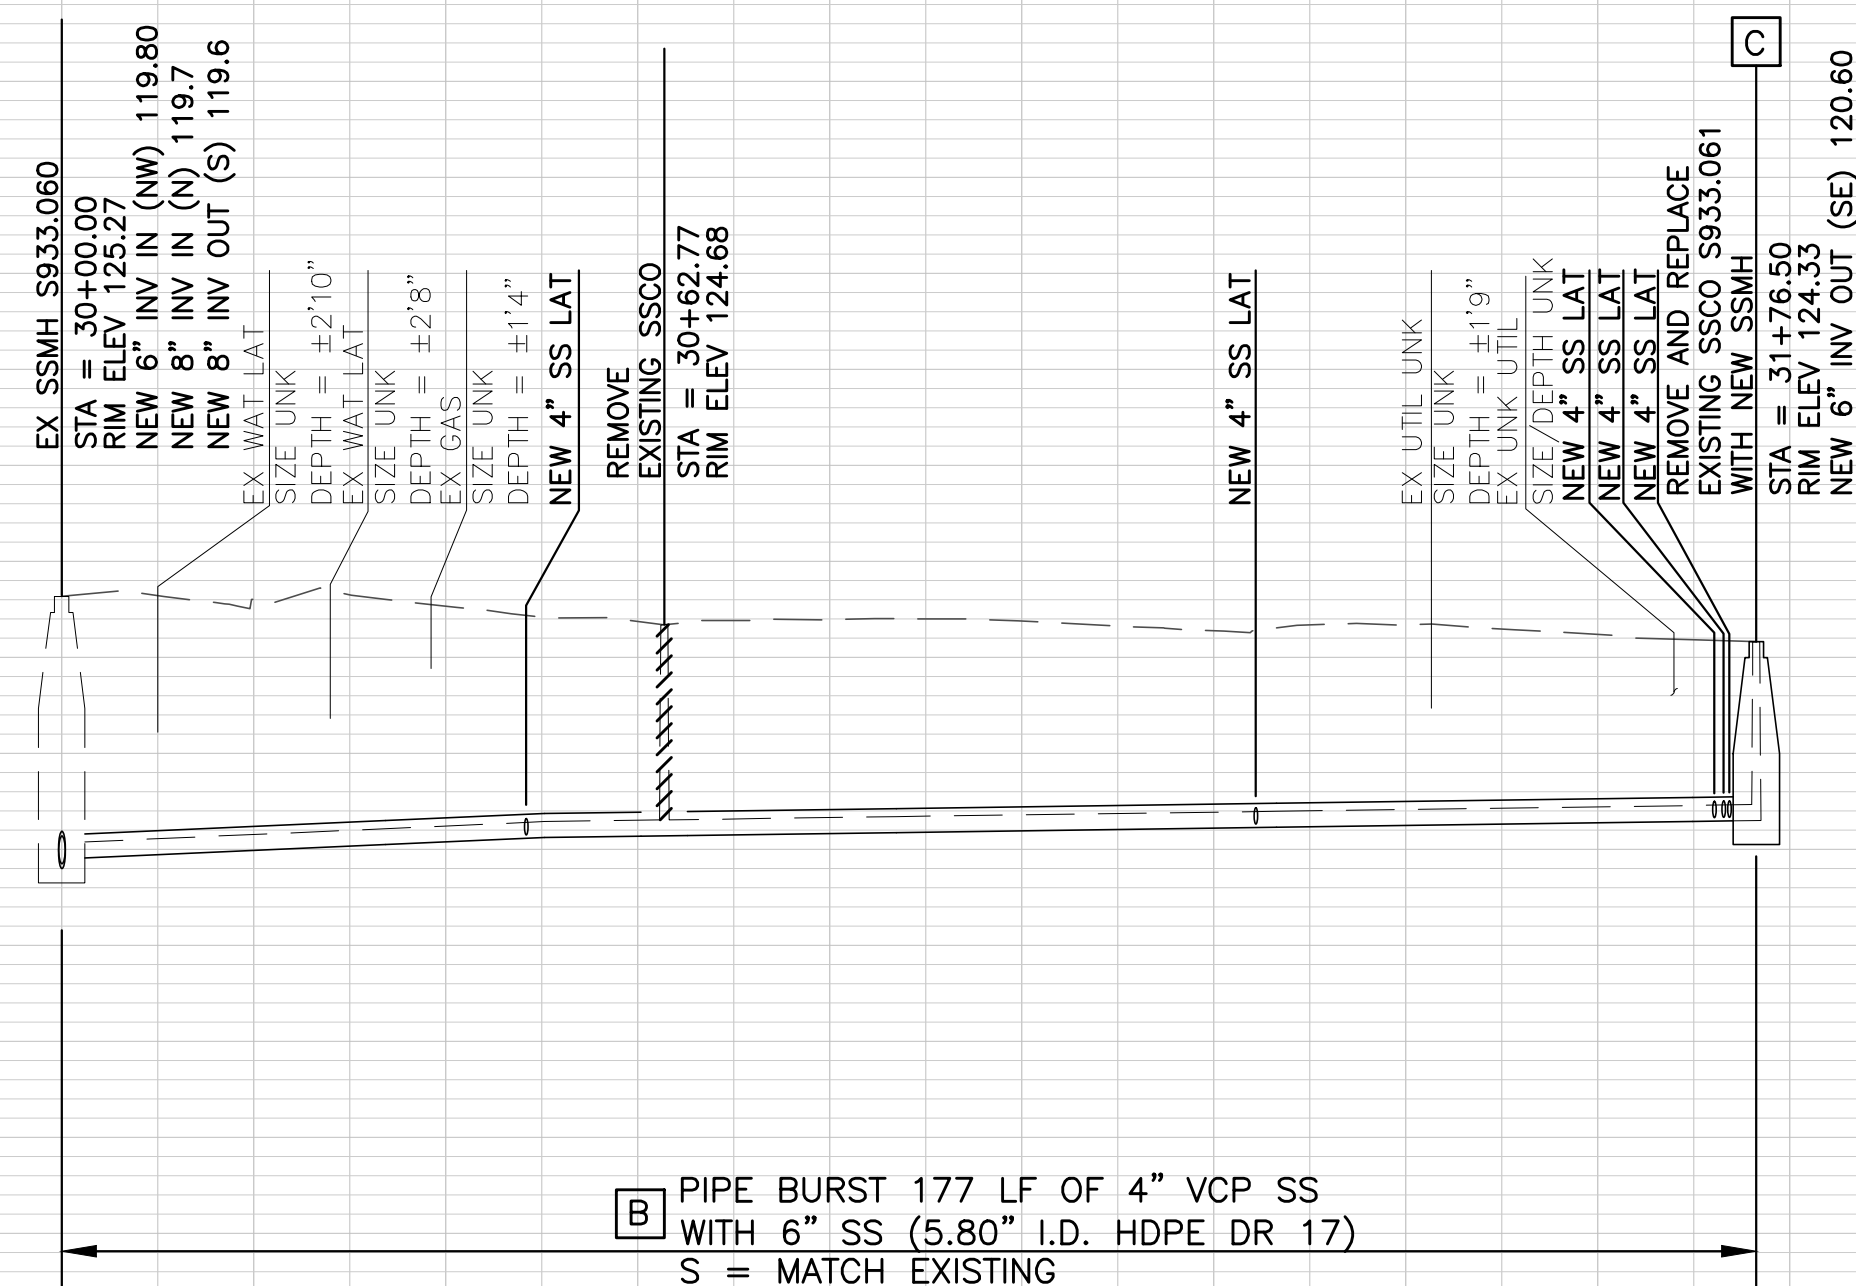 EX SSMH S933.060
STA = 30+00.00
RIM ELEV 125.27
NEW 6" INV IN (NW) 119.80
NEW 8" INV IN (N) 119.7
NEW 8" INV OUT (S) 119.6
EX WAT LAT
SIZE UNK
DEPTH = ±2'10"
EX WAT LAT
SIZE UNK
DEPTH = ±2'8"
EX GAS
SIZE UNK
DEPTH = ±1'4"
NEW 4" SS LAT
REMOVE
EXISTING SSCO
STA = 30+62.77
RIM ELEV 124.68
NEW 4" SS LAT
EX UTIL UNK
SIZE UNK
DEPTH = ±1'9"
EX UNK UTIL
SIZE/DEPTH UNK
NEW 4" SS LAT
NEW 4" SS LAT
NEW 4" SS LAT
REMOVE AND REPLACE
EXISTING SSCO S933.061
WITH NEW SSMH
C
STA = 31+76.50
RIM ELEV 124.33
NEW 6" INV OUT (SE) 120.60
B
PIPE BURST 177 LF OF 4" VCP SS
WITH 6" SS (5.80" I.D. HDPE DR 17)
S = MATCH EXISTING